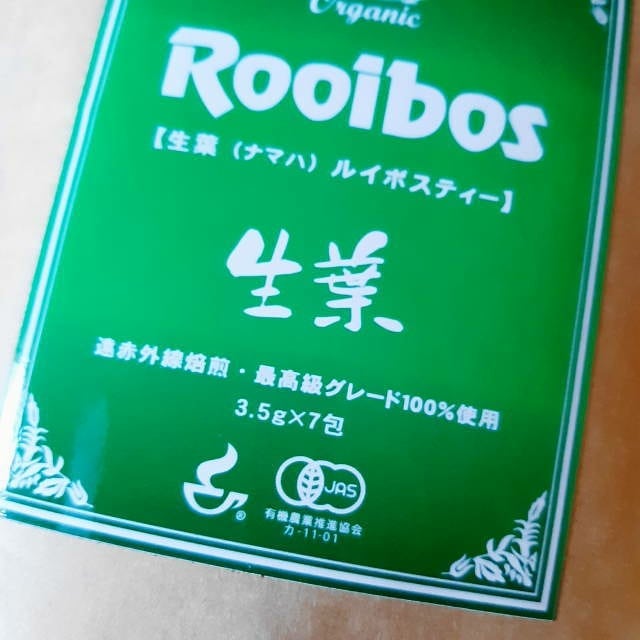 Organic
Rooibos
【生葉（ナマハ）ルイボスティー】
生葉
遠赤外線焙煎・最高級グレード100%使用
3.5g×7包
®
JAS
有機農業推進協会
カ-11-01